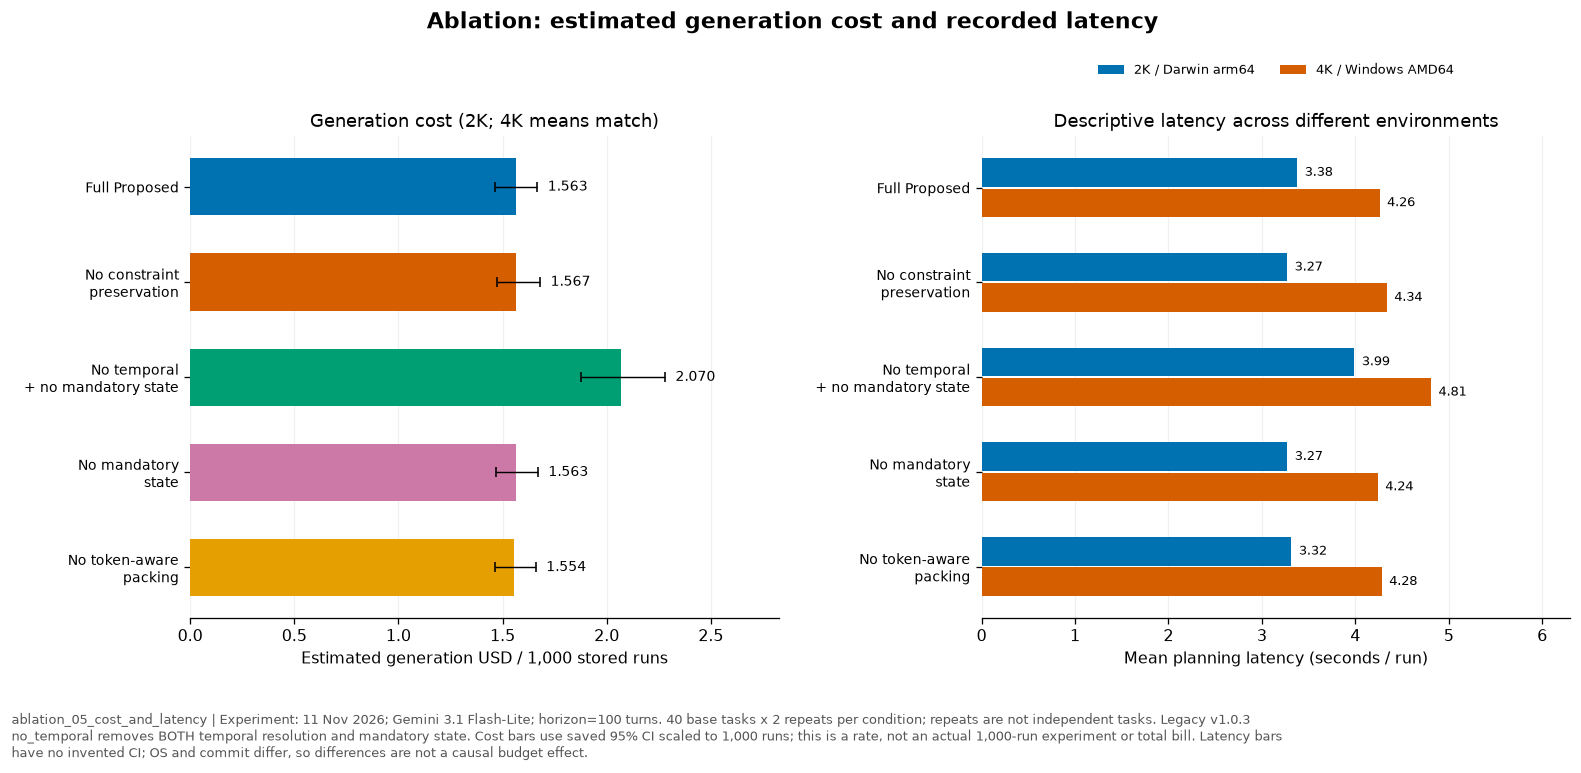 Ablation: estimated generation cost and recorded latency
2K / Darwin arm64
4K / Windows AMD64
Generation cost (2K; 4K means match)
Full Proposed
1.563
No constraint
preservation
1.567
No temporal
+ no mandatory state
2.070
No mandatory
state
1.563
No token-aware
packing
1.554
0.0
0.5
1.0
1.5
2.0
2.5
Estimated generation USD / 1,000 stored runs
Descriptive latency across different environments
Full Proposed
3.38
4.26
No constraint
preservation
3.27
4.34
No temporal
+ no mandatory state
3.99
4.81
No mandatory
state
3.27
4.24
No token-aware
packing
3.32
4.28
0
1
2
3
4
5
6
Mean planning latency (seconds / run)
ablation_05_cost_and_latency | Experiment: 11 Nov 2026; Gemini 3.1 Flash-Lite; horizon=100 turns. 40 base tasks x 2 repeats per condition; repeats are not independent tasks. Legacy v1.0.3
no_temporal removes BOTH temporal resolution and mandatory state. Cost bars use saved 95% CI scaled to 1,000 runs; this is a rate, not an actual 1,000-run experiment or total bill. Latency bars
have no invented CI; OS and commit differ, so differences are not a causal budget effect.